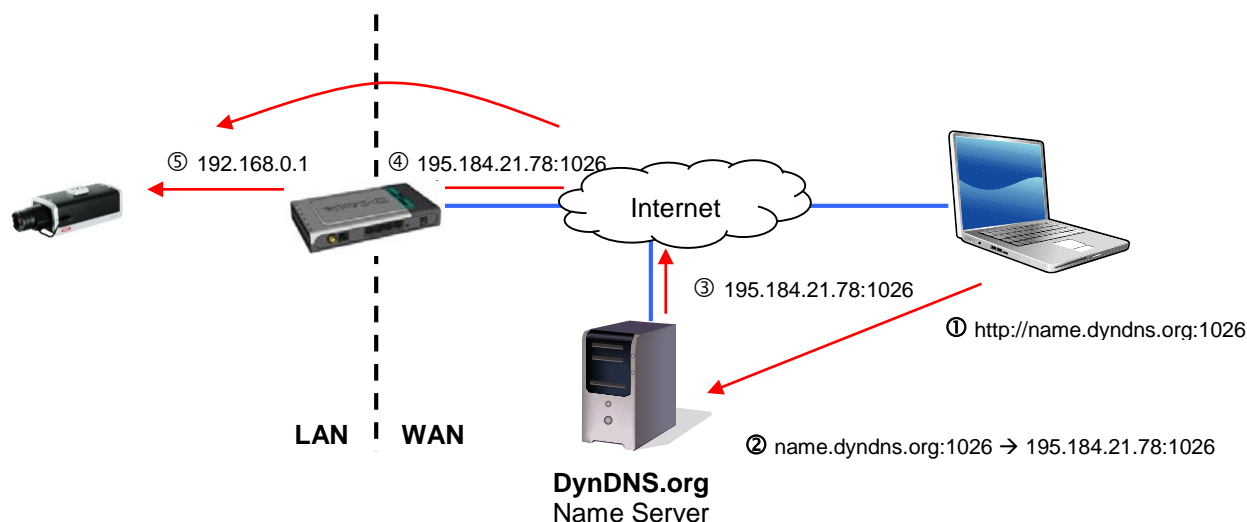 ⑤ 192.168.0.1
④ 195.184.21.78:1026
D-Link
Internet
③ 195.184.21.78:1026
① http://name.dyndns.org:1026
LAN
WAN
② name.dyndns.org:1026 → 195.184.21.78:1026
DynDNS.org
Name Server